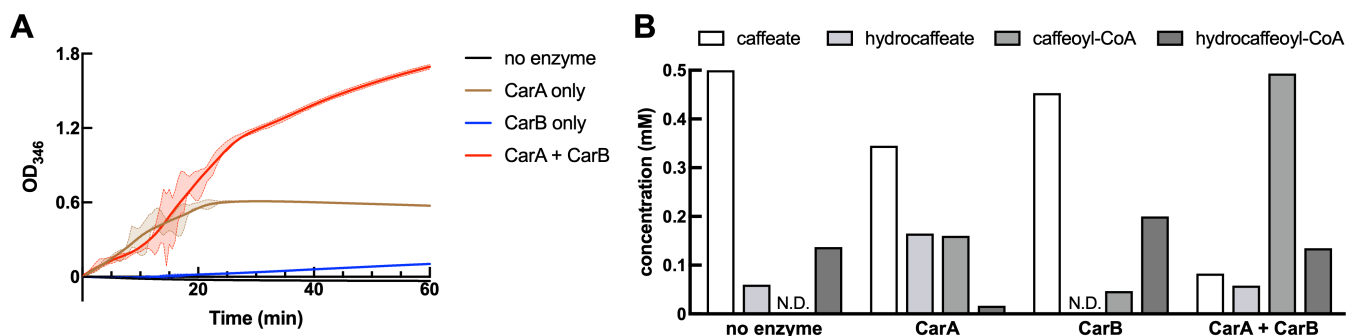 A
OD346
1.8
1.2
0.6
0
20
40
60
Time (min)
no enzyme
CarA only
CarB only
CarA + CarB
B
caffeate
hydrocaffeate
caffeoyl-CoA
hydrocaffeoyl-CoA
concentration (mM)
0.5
0.4
0.3
0.2
0.1
0
N.D.
N.D.
no enzyme
CarA
CarB
CarA + CarB